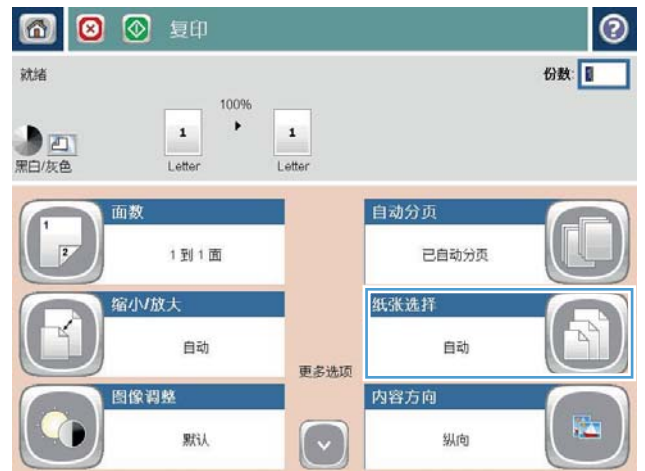 复印
就绪
份数:
1
100%
1
1
黑白/灰色
Letter
Letter
1
2
面数
1 到 1 面
自动分页
已自动分页
缩小/放大
自动
纸张选择
自动
更多选项
图像调整
默认
内容方向
纵向